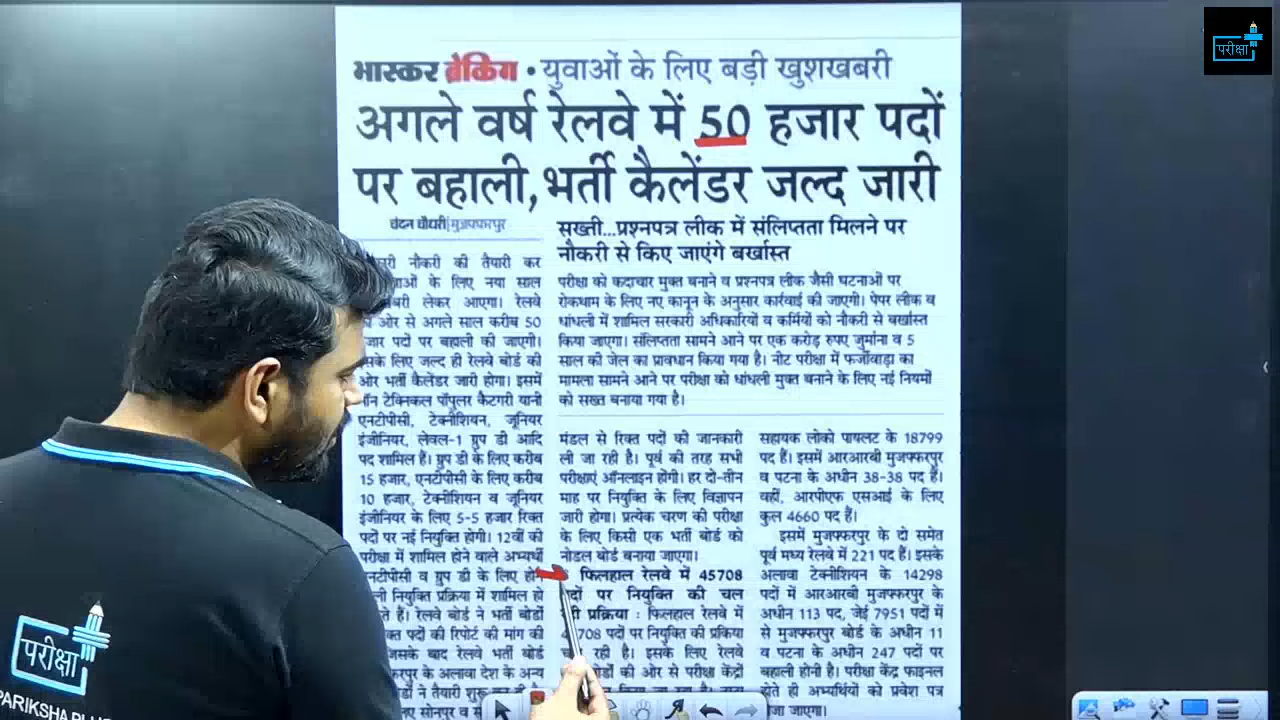 भास्कर ब्रेकिंग • युवाओं के लिए बड़ी खुशखबरी
अगले वर्ष रेलवे में 50 हजार पदों
पर बहाली, भर्ती कैलेंडर जल्द जारी
चंदन चौधरी|मुजफ्फरपुर
नौकरी की तैयारी कर
के लिए नया साल
लेकर आएगा। रेलवे
ओर से अगले साल करीब 50
पदों पर बहाली की जाएगी।
लिए जल्द ही रेलवे बोर्ड की
ओर भर्ती कैलेंडर जारी होगा। इसमें
टेक्निकल पॉपुलर कैटगरी यानी
एनटीपीसी, टेक्नीशियन, जूनियर
इंजीनियर, लेवल-1 ग्रुप डी आदि
पद शामिल हैं। ग्रुप डी के लिए करीब
15 हजार, एनटीपीसी के लिए करीब
10 हजार, टेक्नीशियन व जूनियर
इंजीनियर के लिए 5-5 हजार रिक्त
पदों पर नई नियुक्ति होगी। 12वीं की
परीक्षा में शामिल होने वाले अभ्यर्थी
एनटीपीसी व ग्रुप डी के लिए
नियुक्ति प्रक्रिया में शामिल हो
हैं। रेलवे बोर्ड ने भर्ती बोर्डों
पदों की रिपोर्ट की मांग की
बाद रेलवे भर्ती बोर्ड
के अलावा देश के अन्य
ने तैयारी शुरू
सोनपुर व
सख्ती...प्रश्नपत्र लीक में संलिप्तता मिलने पर
नौकरी से किए जाएंगे बर्खास्त
परीक्षा को कदाचार मुक्त बनाने व प्रश्नपत्र लीक जैसी घटनाओं पर
रोकथाम के लिए नए कानून के अनुसार कार्रवाई की जाएगी। पेपर लीक व
धांधली में शामिल सरकारी अधिकारियों व कर्मियों को नौकरी से बर्खास्त
किया जाएगा। संलिप्तता सामने आने पर एक करोड़ रुपए जुर्माना व 5
साल की जेल का प्रावधान किया गया है। नीट परीक्षा में फर्जीवाड़ा का
मामला सामने आने पर परीक्षा को धांधली मुक्त बनाने के लिए नई नियमों
को सख्त बनाया गया है।
मंडल से रिक्त पदों की जानकारी
ली जा रही है। पूर्व की तरह सभी
परीक्षाएं ऑनलाइन होंगी। हर दो-तीन
माह पर नियुक्ति के लिए विज्ञापन
जारी होगा। प्रत्येक चरण की परीक्षा
के लिए किसी एक भर्ती बोर्ड को
नोडल बोर्ड बनाया जाएगा।
फिलहाल रेलवे में 45708
पदों पर नियुक्ति की चल
प्रक्रिया : फिलहाल रेलवे में
पदों पर नियुक्ति की प्रकिया
रही है। इसके लिए रेलवे
की ओर से परीक्षा केंद्रों
सहायक लोको पायलट के 18799
पद हैं। इसमें आरआरबी मुजफ्फरपुर
व पटना के अधीन 38-38 पद हैं।
वहीं, आरपीएफ एसआई के लिए
कुल 4660 पद हैं।
इसमें मुजफ्फरपुर के दो समेत
पूर्व मध्य रेलवे में 221 पद हैं। इसके
अलावा टेक्नीशियन के 14298
पदों में आरआरबी मुजफ्फरपुर के
अधीन 113 पद, जेई 7951 पदों में
से मुजफ्फरपुर बोर्ड के अधीन 11
व पटना के अधीन 247 पदों पर
बहाली होनी है। परीक्षा केंद्र फाइनल
होते ही अभ्यर्थियों को प्रवेश पत्र
जाएगा।
परीक्षा
परीक्षा